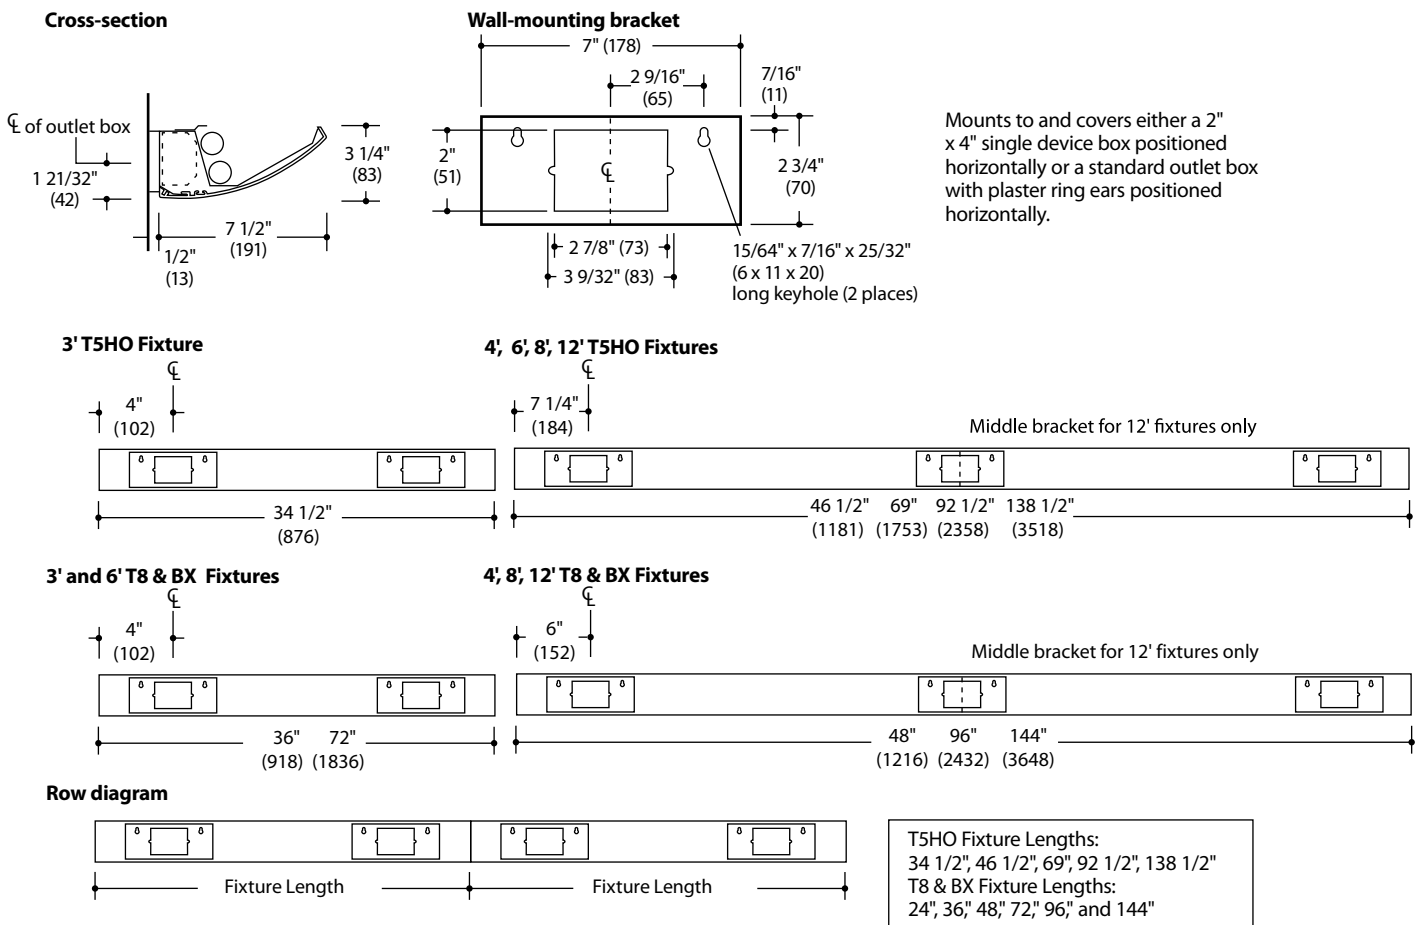 Cross-section
℄ of outlet box
1 21/32"
(42)
3 1/4"
(83)
7 1/2"
(191)
1/2"
(13)
Wall-mounting bracket
7" (178)
2 9/16"
(65)
7/16"
(11)
2"
(51)
℄
2 3/4"
(70)
2 7/8" (73)
3 9/32" (83)
15/64" x 7/16" x 25/32"
(6 x 11 x 20)
long keyhole (2 places)
Mounts to and covers either a 2"
x 4" single device box positioned
horizontally or a standard outlet box
with plaster ring ears positioned
horizontally.
3' T5HO Fixture
℄
4"
(102)
34 1/2"
(876)
4', 6', 8', 12' T5HO Fixtures
℄
7 1/4"
(184)
Middle bracket for 12' fixtures only
46 1/2" 69" 92 1/2" 138 1/2"
(1181) (1753) (2358) (3518)
3' and 6' T8 & BX Fixtures
℄
4"
(102)
36" 72"
(918) (1836)
4', 8', 12' T8 & BX Fixtures
℄
6"
(152)
Middle bracket for 12' fixtures only
48" 96" 144"
(1216) (2432) (3648)
Row diagram
Fixture Length
Fixture Length
T5HO Fixture Lengths:
34 1/2", 46 1/2", 69", 92 1/2", 138 1/2"
T8 & BX Fixture Lengths:
24", 36," 48," 72," 96," and 144"